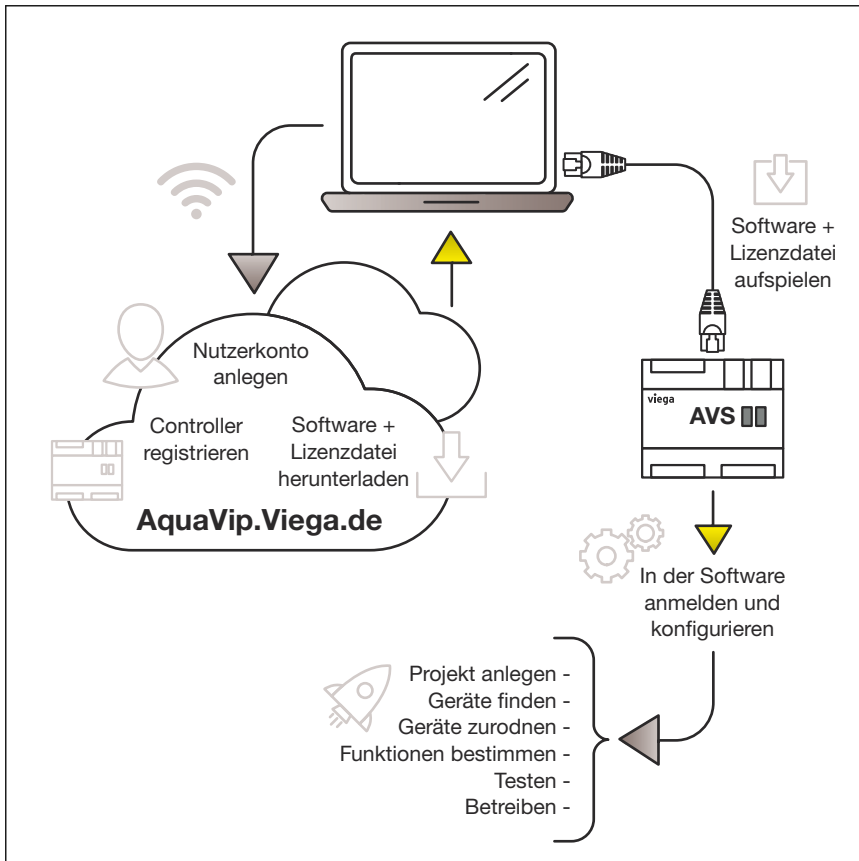 Software +
Lizenzdatei
aufspielen
Nutzerkonto
anlegen
Controller
registrieren
Software +
Lizenzdatei
herunterladen
AquaVip.Viega.de
viega
AVS
In der Software
anmelden und
konfigurieren
Projekt anlegen -
Geräte finden -
Geräte zurodnen -
Funktionen bestimmen -
Testen -
Betreiben -